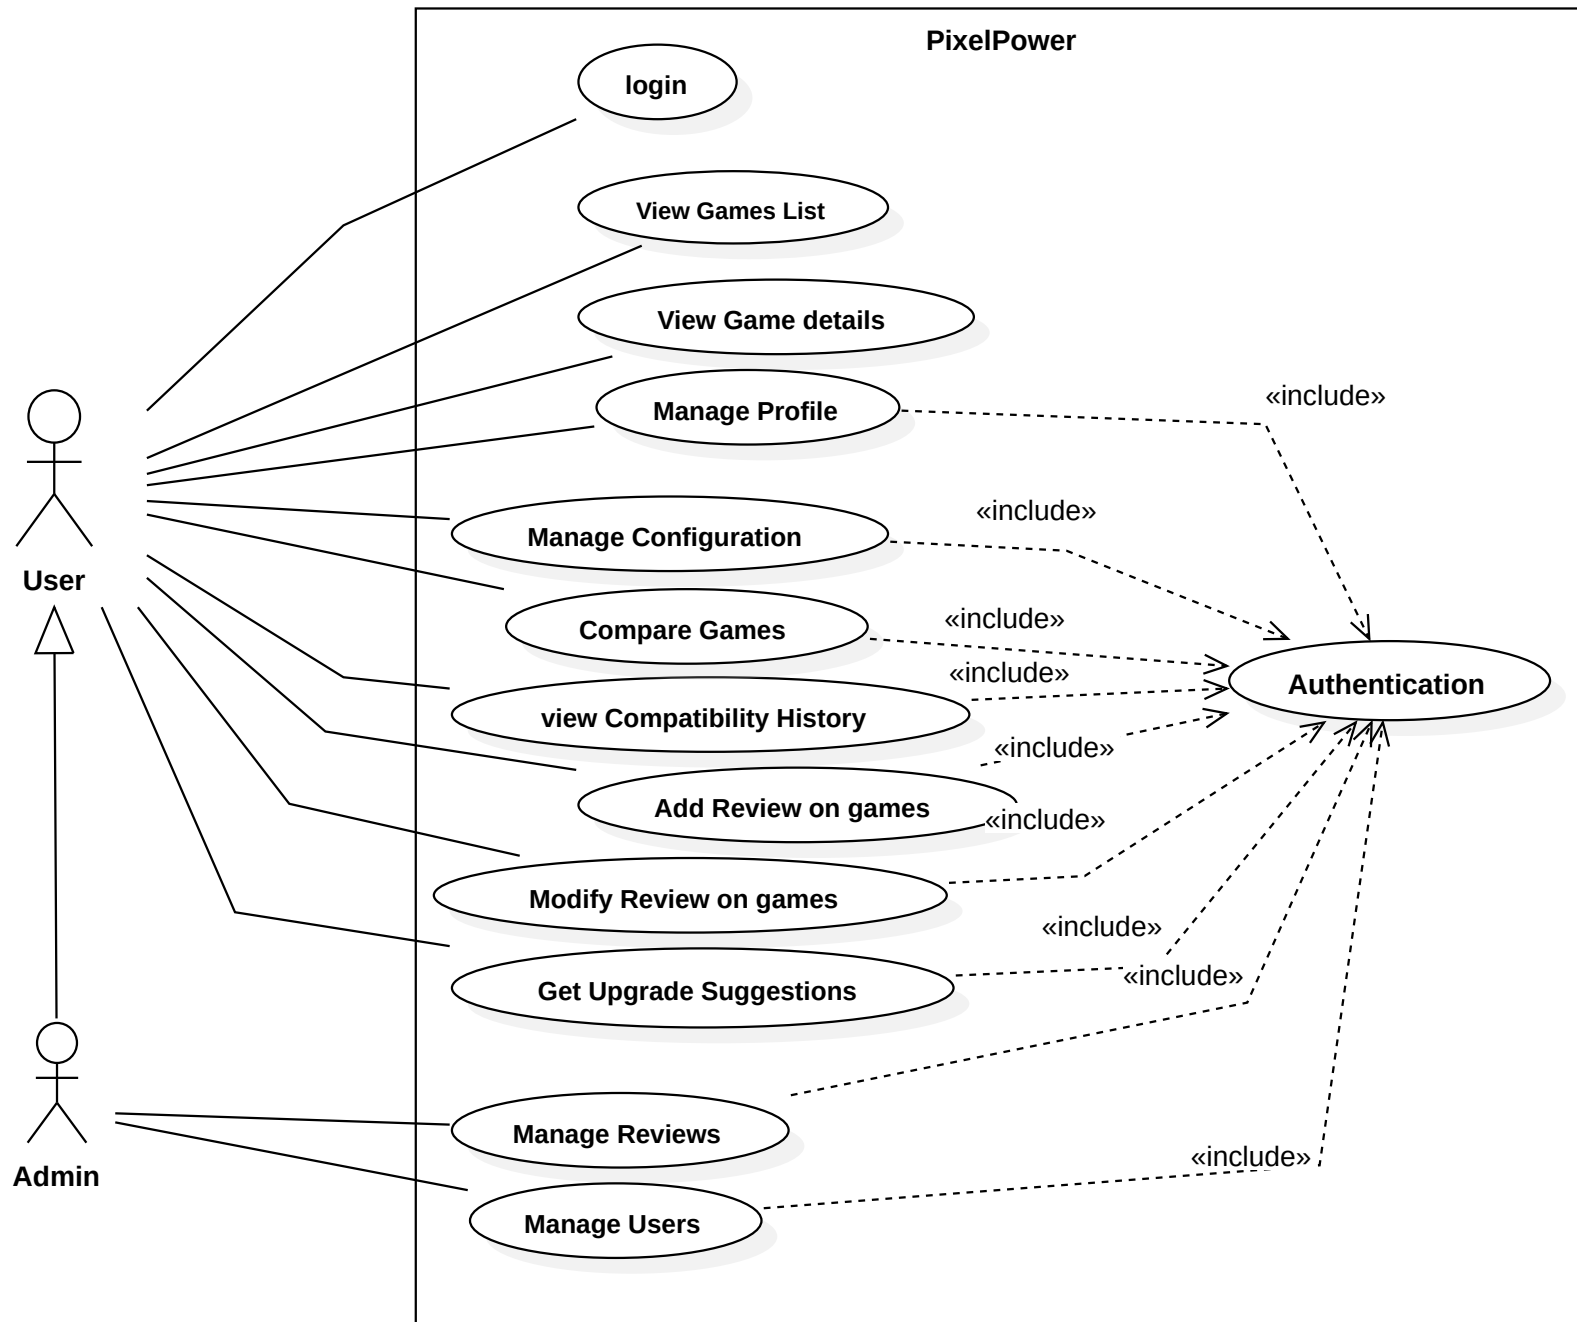 PixelPower
login
View Games List
View Game details
Manage Profile
«include»
Manage Configuration
«include»
User
Compare Games
«include»
«include»
Authentication
view Compatibility History
«include»
Add Review on games
«include»
Modify Review on games
«include»
Get Upgrade Suggestions
«include»
Manage Reviews
Admin
«include»
Manage Users